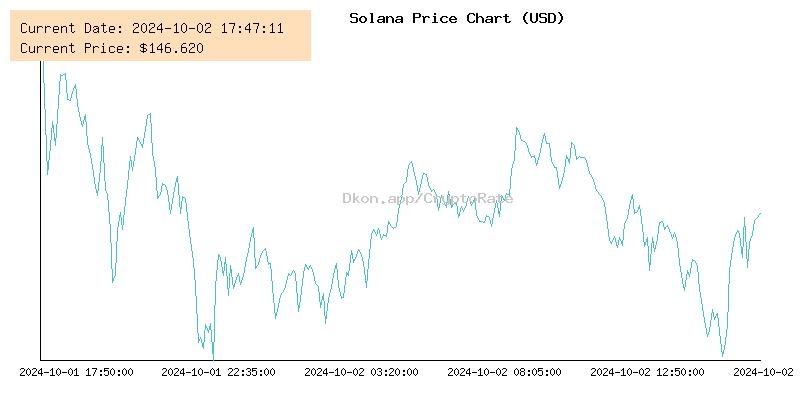 Solana Price Chart (USD)
Current Date: 2024-10-02 17:47:11
Current Price: $146.620
Dkon.app/CryptoRate
2024-10-01 17:50:00 2024-10-01 22:35:00 2024-10-02 03:20:00 2024-10-02 08:05:00 2024-10-02 12:50:00 2024-10-02